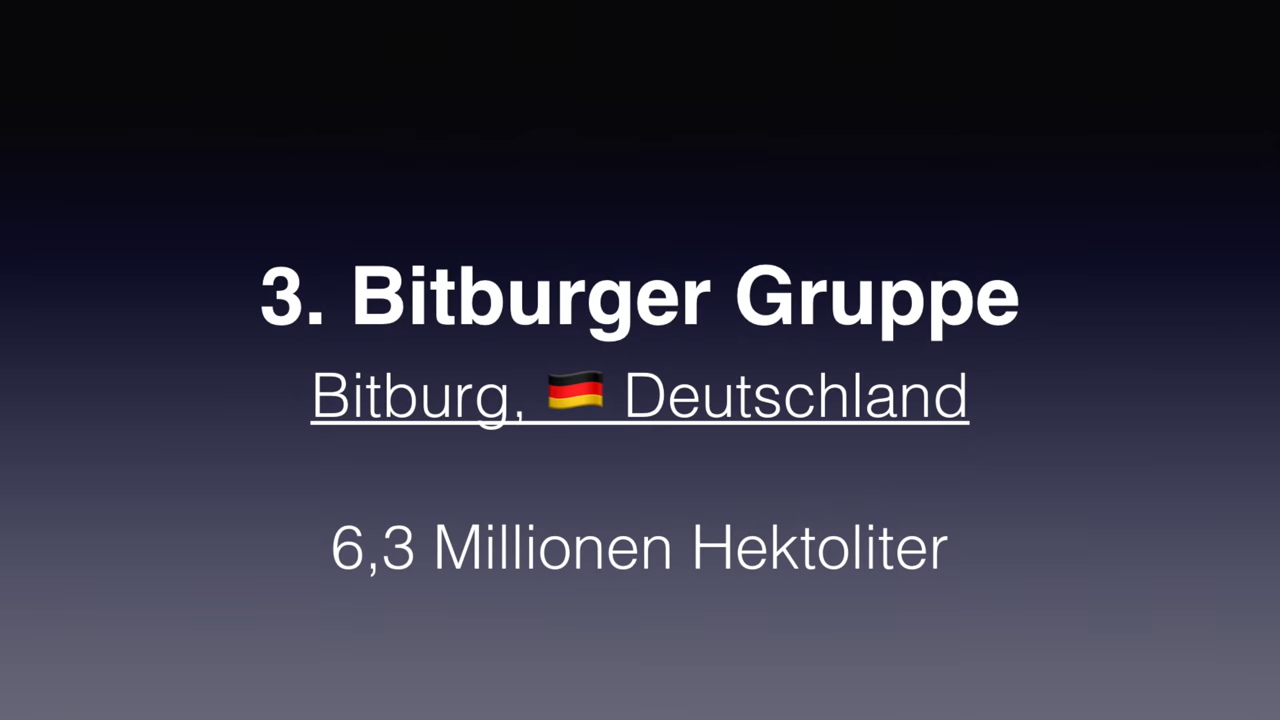 3. Bitburger Gruppe
Bitburg, 🇩🇪 Deutschland
6,3 Millionen Hektoliter